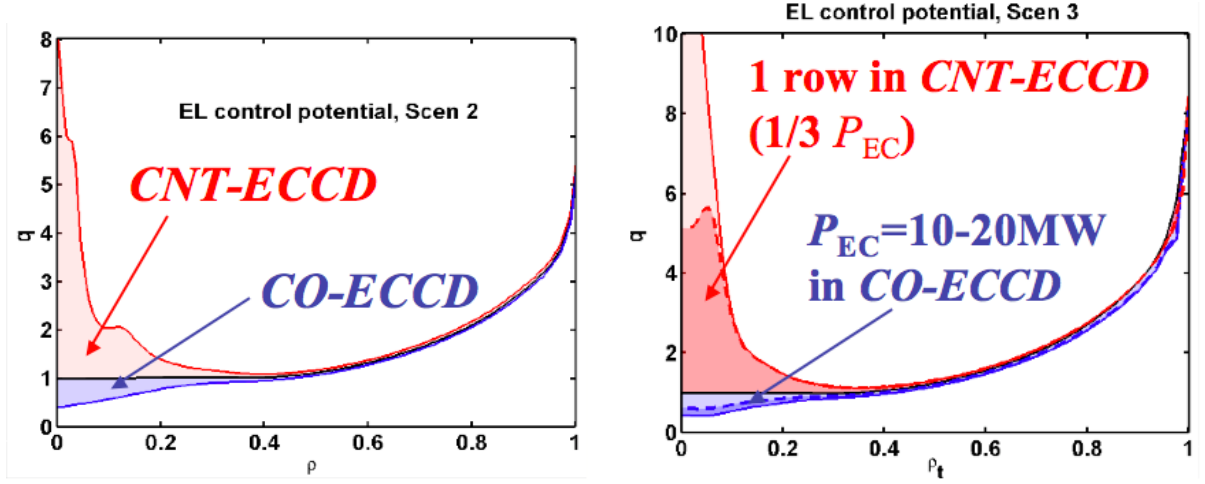 EL control potential, Scen 2
CNT-ECCD
CO-ECCD
q
8
7
6
5
4
3
2
1
0
0
0.2
0.4
0.6
0.8
1
ρ
EL control potential, Scen 3
1 row in CNT-ECCD
(1/3 PEC)
PEC=10-20MW
in CO-ECCD
q
10
8
6
4
2
0
0
0.2
0.4
0.6
0.8
1
ρt